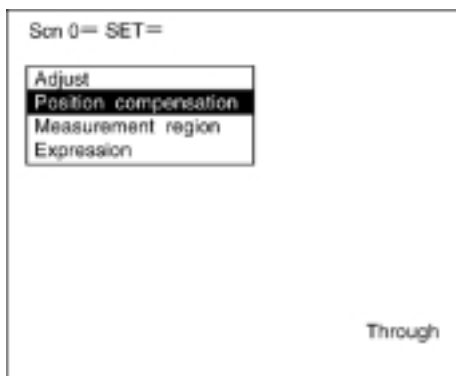 Scn 0= SET=
Adjust
Position compensation
Measurement region
Expression
Through